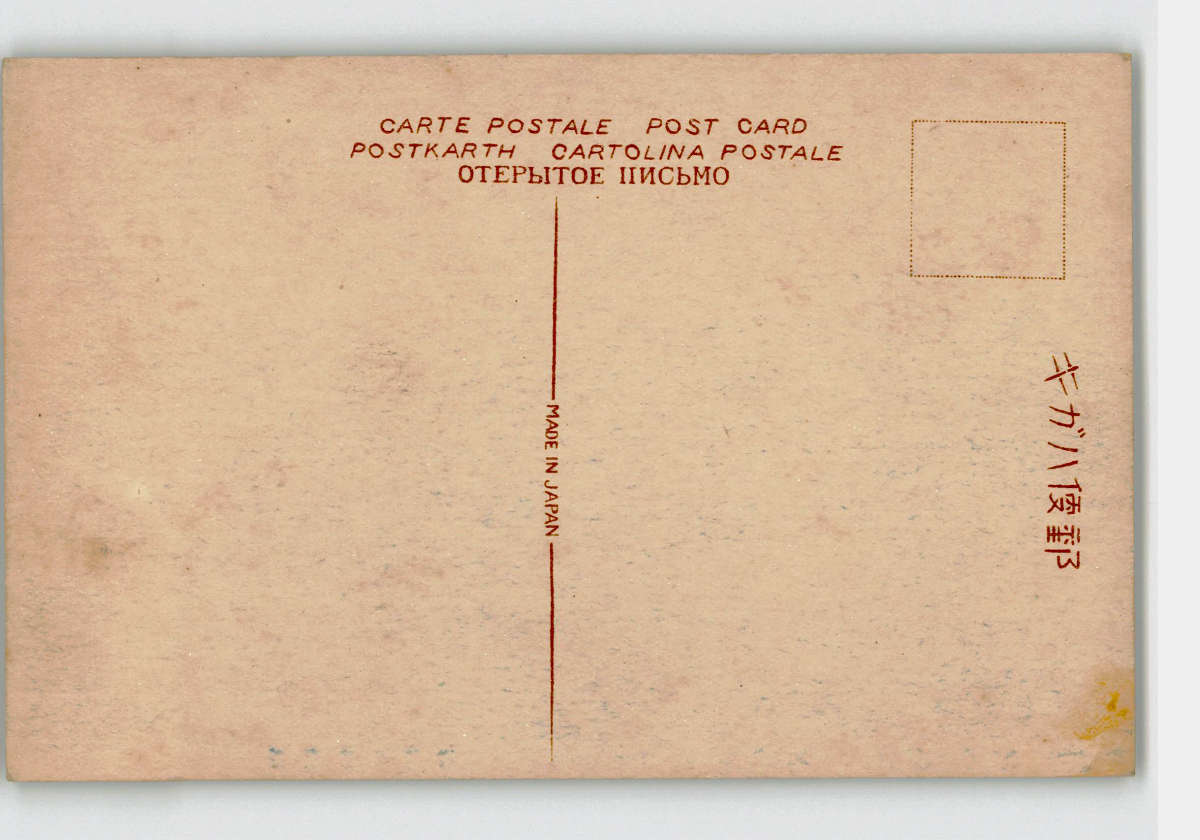 CARTE POSTALE POST CARD
POSTKARTH CARTOLINA POSTALE
ОТЕРЫТОЕ ПИСЬМО
MADE IN JAPAN
キガハ便郵